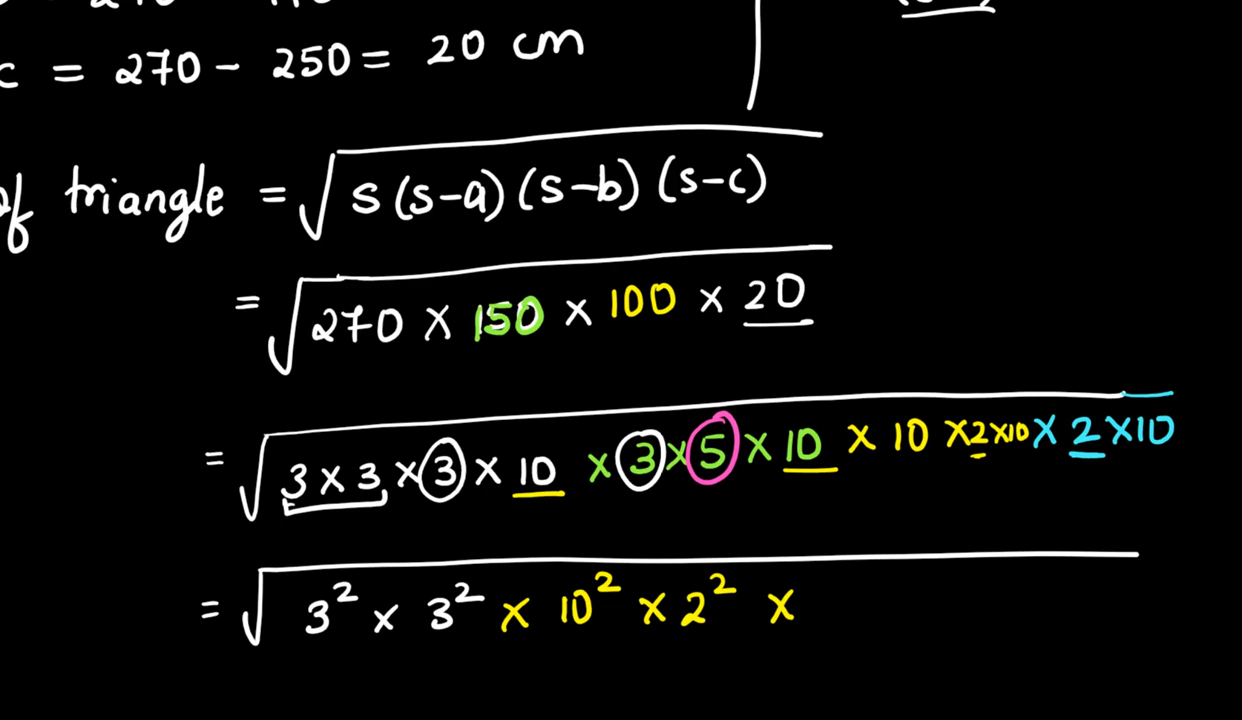 c = 270 - 250 = 20 cm
of triangle = √s(s-a)(s-b)(s-c)
= √270 × 150 × 100 × 20
= √3 × 3 × 3 × 10 × 3 × 5 × 10 × 10 × 2 × 10 × 2 × 10
= √3² × 3² × 10² × 2² ×